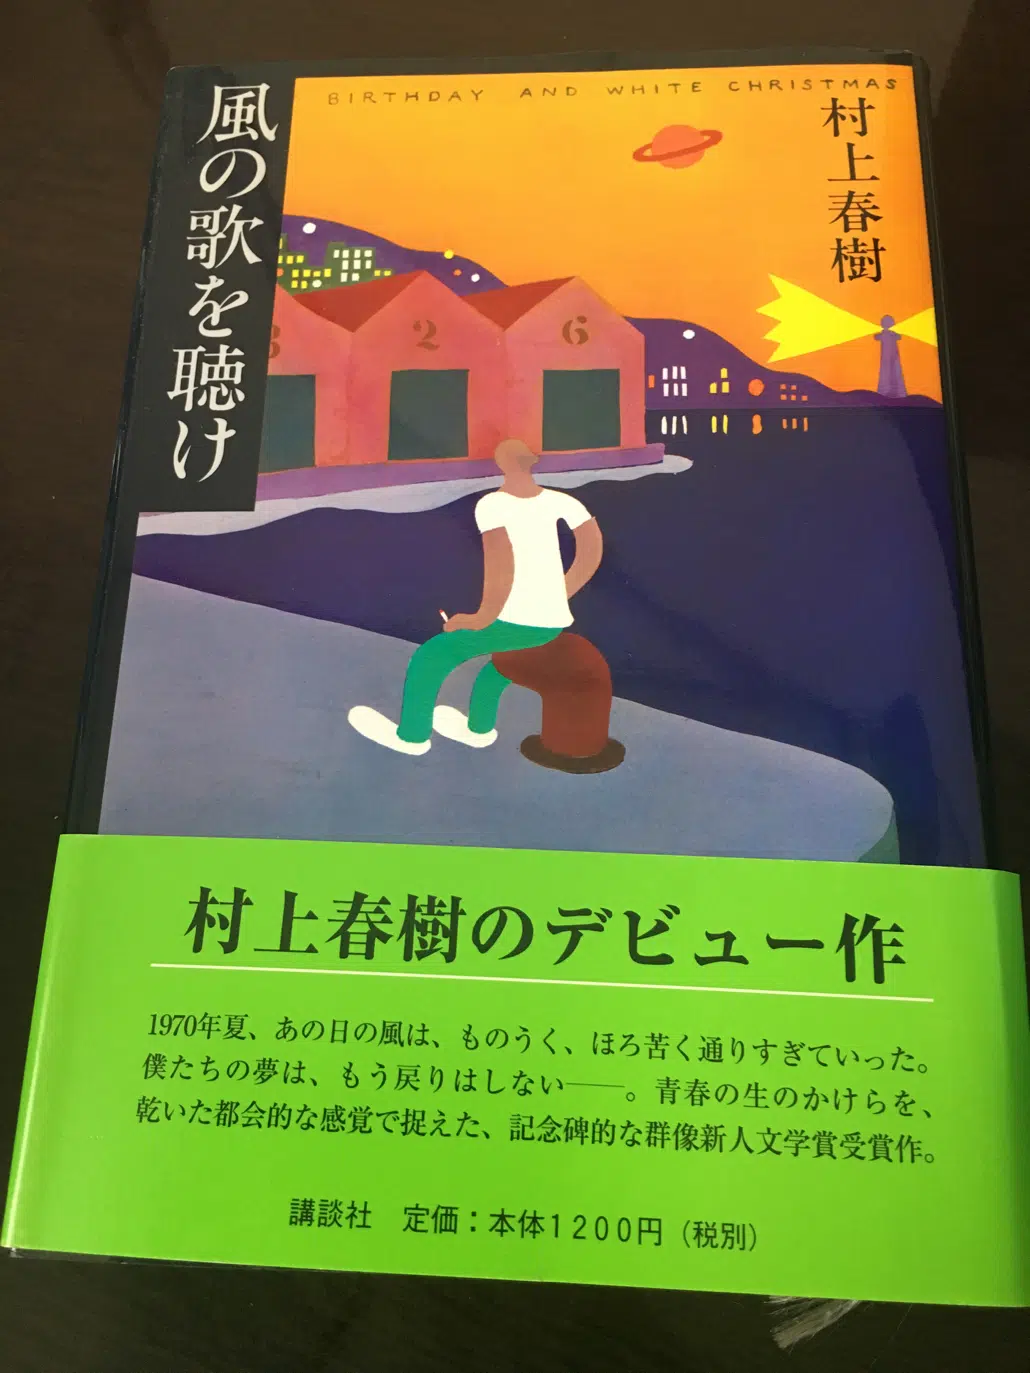 BIRTHDAY AND WHITE CHRISTMAS
風の歌を聴け
村上春樹
3
2
6
村上春樹のデビュー作
1970年夏、あの日の風は、ものうく、ほろ苦く通りすぎていった。
僕たちの夢は、もう戻りはしない——。青春の生のかけらを、
乾いた都会的な感覚で捉えた、記念碑的な群像新人文学賞受賞作。
講談社　定価：本体1200円（税別）